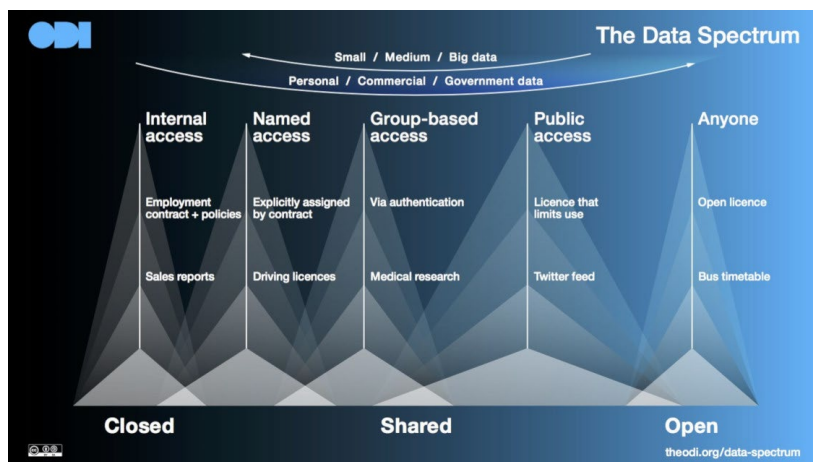 ODI
The Data Spectrum
Small / Medium / Big data
Personal / Commercial / Government data
Internal
access
Named
access
Group-based
access
Public
access
Anyone
Employment
contract + policies
Explicitly assigned
by contract
Via authentication
Licence that
limits use
Open licence
Sales reports
Driving licences
Medical research
Twitter feed
Bus timetable
Closed
Shared
Open
theodi.org/data-spectrum